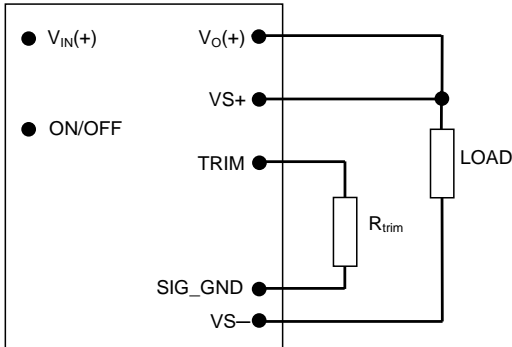 V_IN(+)
V_O(+)
VS+
ON/OFF
TRIM
LOAD
R_trim
SIG_GND
VS─